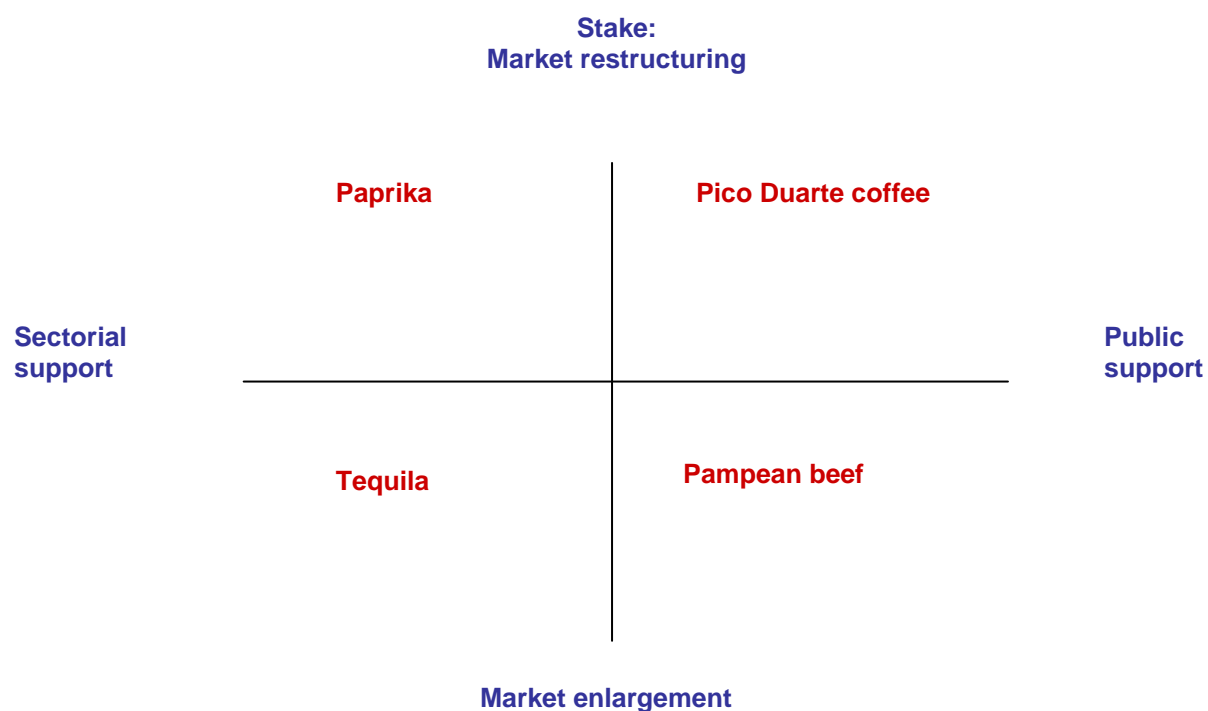 Stake:
Market restructuring
Paprika
Pico Duarte coffee
Sectorial
support
Public
support
Tequila
Pampean beef
Market enlargement